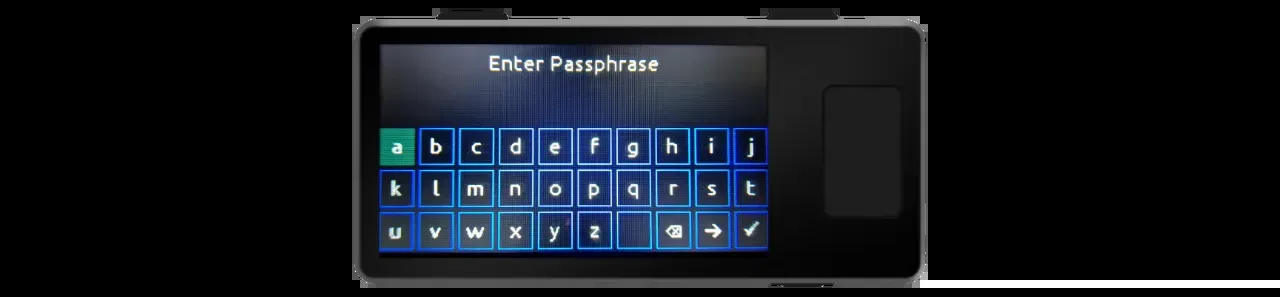 Enter Passphrase
a b c d e f g h i j
k l m n o p q r s t
u v w x y z ⌫ → ✓